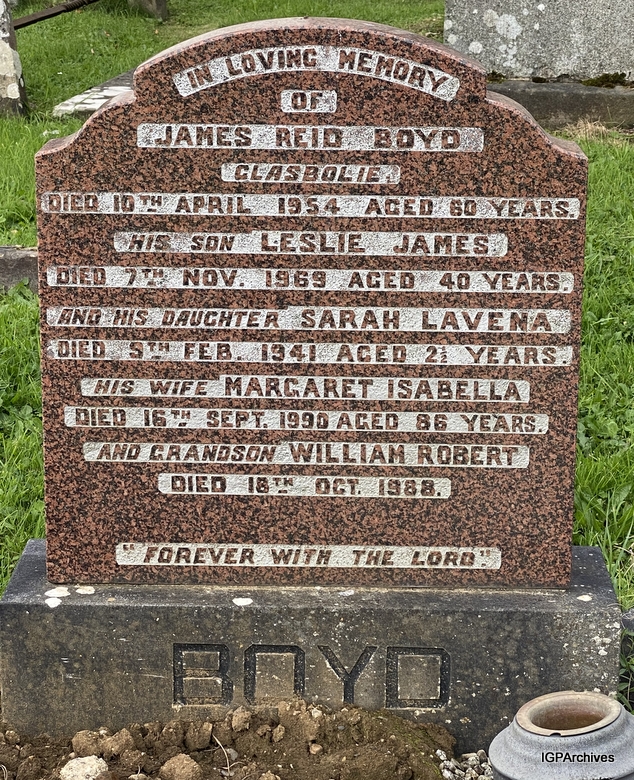 IN LOVING MEMORY
OF
JAMES REID BOYD
GLASBOLIE.
DIED 10TH APRIL 1954 AGED 60 YEARS.
HIS SON LESLIE JAMES.
DIED 7TH NOV. 1969 AGED 40 YEARS.
AND HIS DAUGHTER SARAH LAVENA
DIED 5TH FEB. 1941 AGED 2½ YEARS.
HIS WIFE MARGARET ISABELLA
DIED 16TH SEPT. 1990 AGED 86 YEARS.
AND GRANDSON WILLIAM ROBERT
DIED 18TH OCT. 1988.
"FOREVER WITH THE LORD".
BOYD
IGPArchives